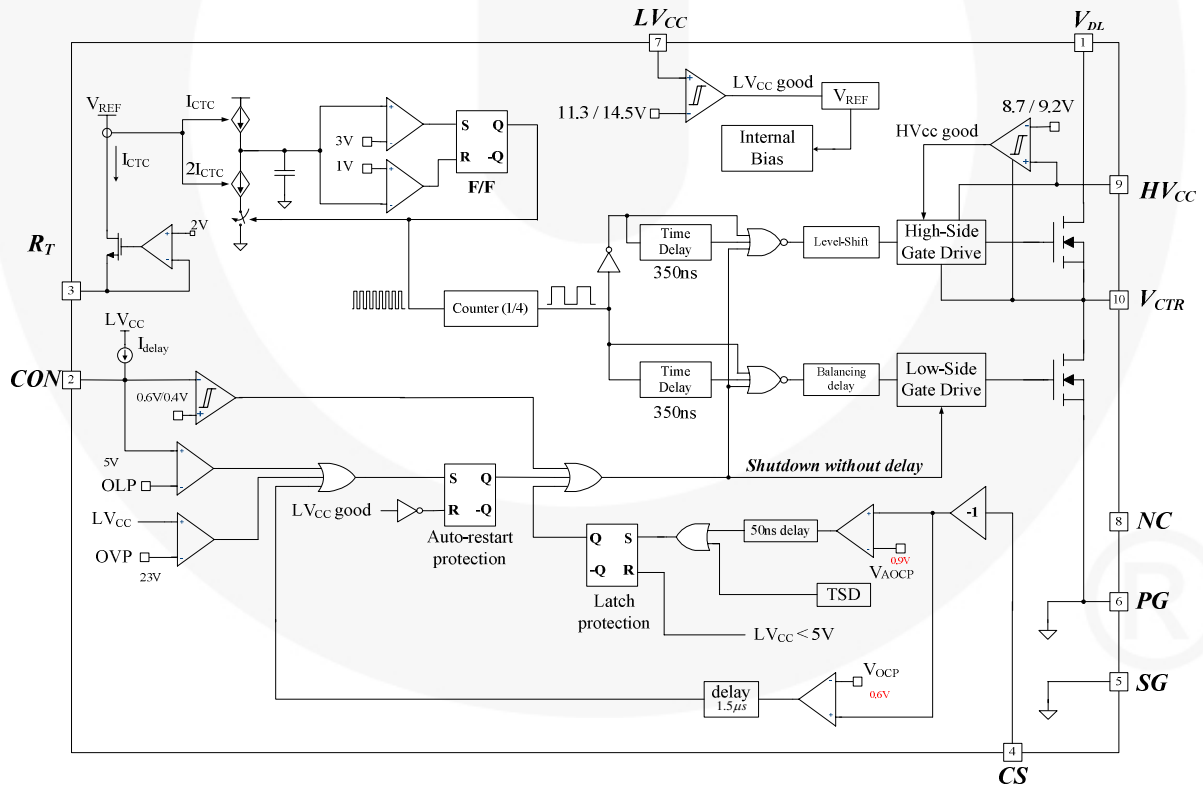 LVCC
7
VDL
1
VREF
ICTC
ICTC
2ICTC
3V
1V
S Q
R -Q
F/F
LVCC good
VREF
11.3 / 14.5V
Internal
Bias
8.7 / 9.2V
HVcc good
9
HVCC
RT
2V
3
Time
Delay
350ns
Level-Shift
High-Side
Gate Drive
Counter (1/4)
10
VCTR
LVCC
Idelay
CON
2
0.6V/0.4V
Time
Delay
350ns
Balancing
delay
Low-Side
Gate Drive
5V
OLP
Shutdown without delay
LVCC
OVP
23V
LVCC good
S Q
R -Q
Auto-restart
protection
Q S
-Q R
Latch
protection
50ns delay
-1
0.9V
VAOCP
TSD
LVCC < 5V
8
NC
6
PG
5
SG
delay
1.5μs
VOCP
0.6V
4
CS
+
-
+
-
+
-
+
-
-
+
-
+
+
-
+
-
+
-
-
+
®